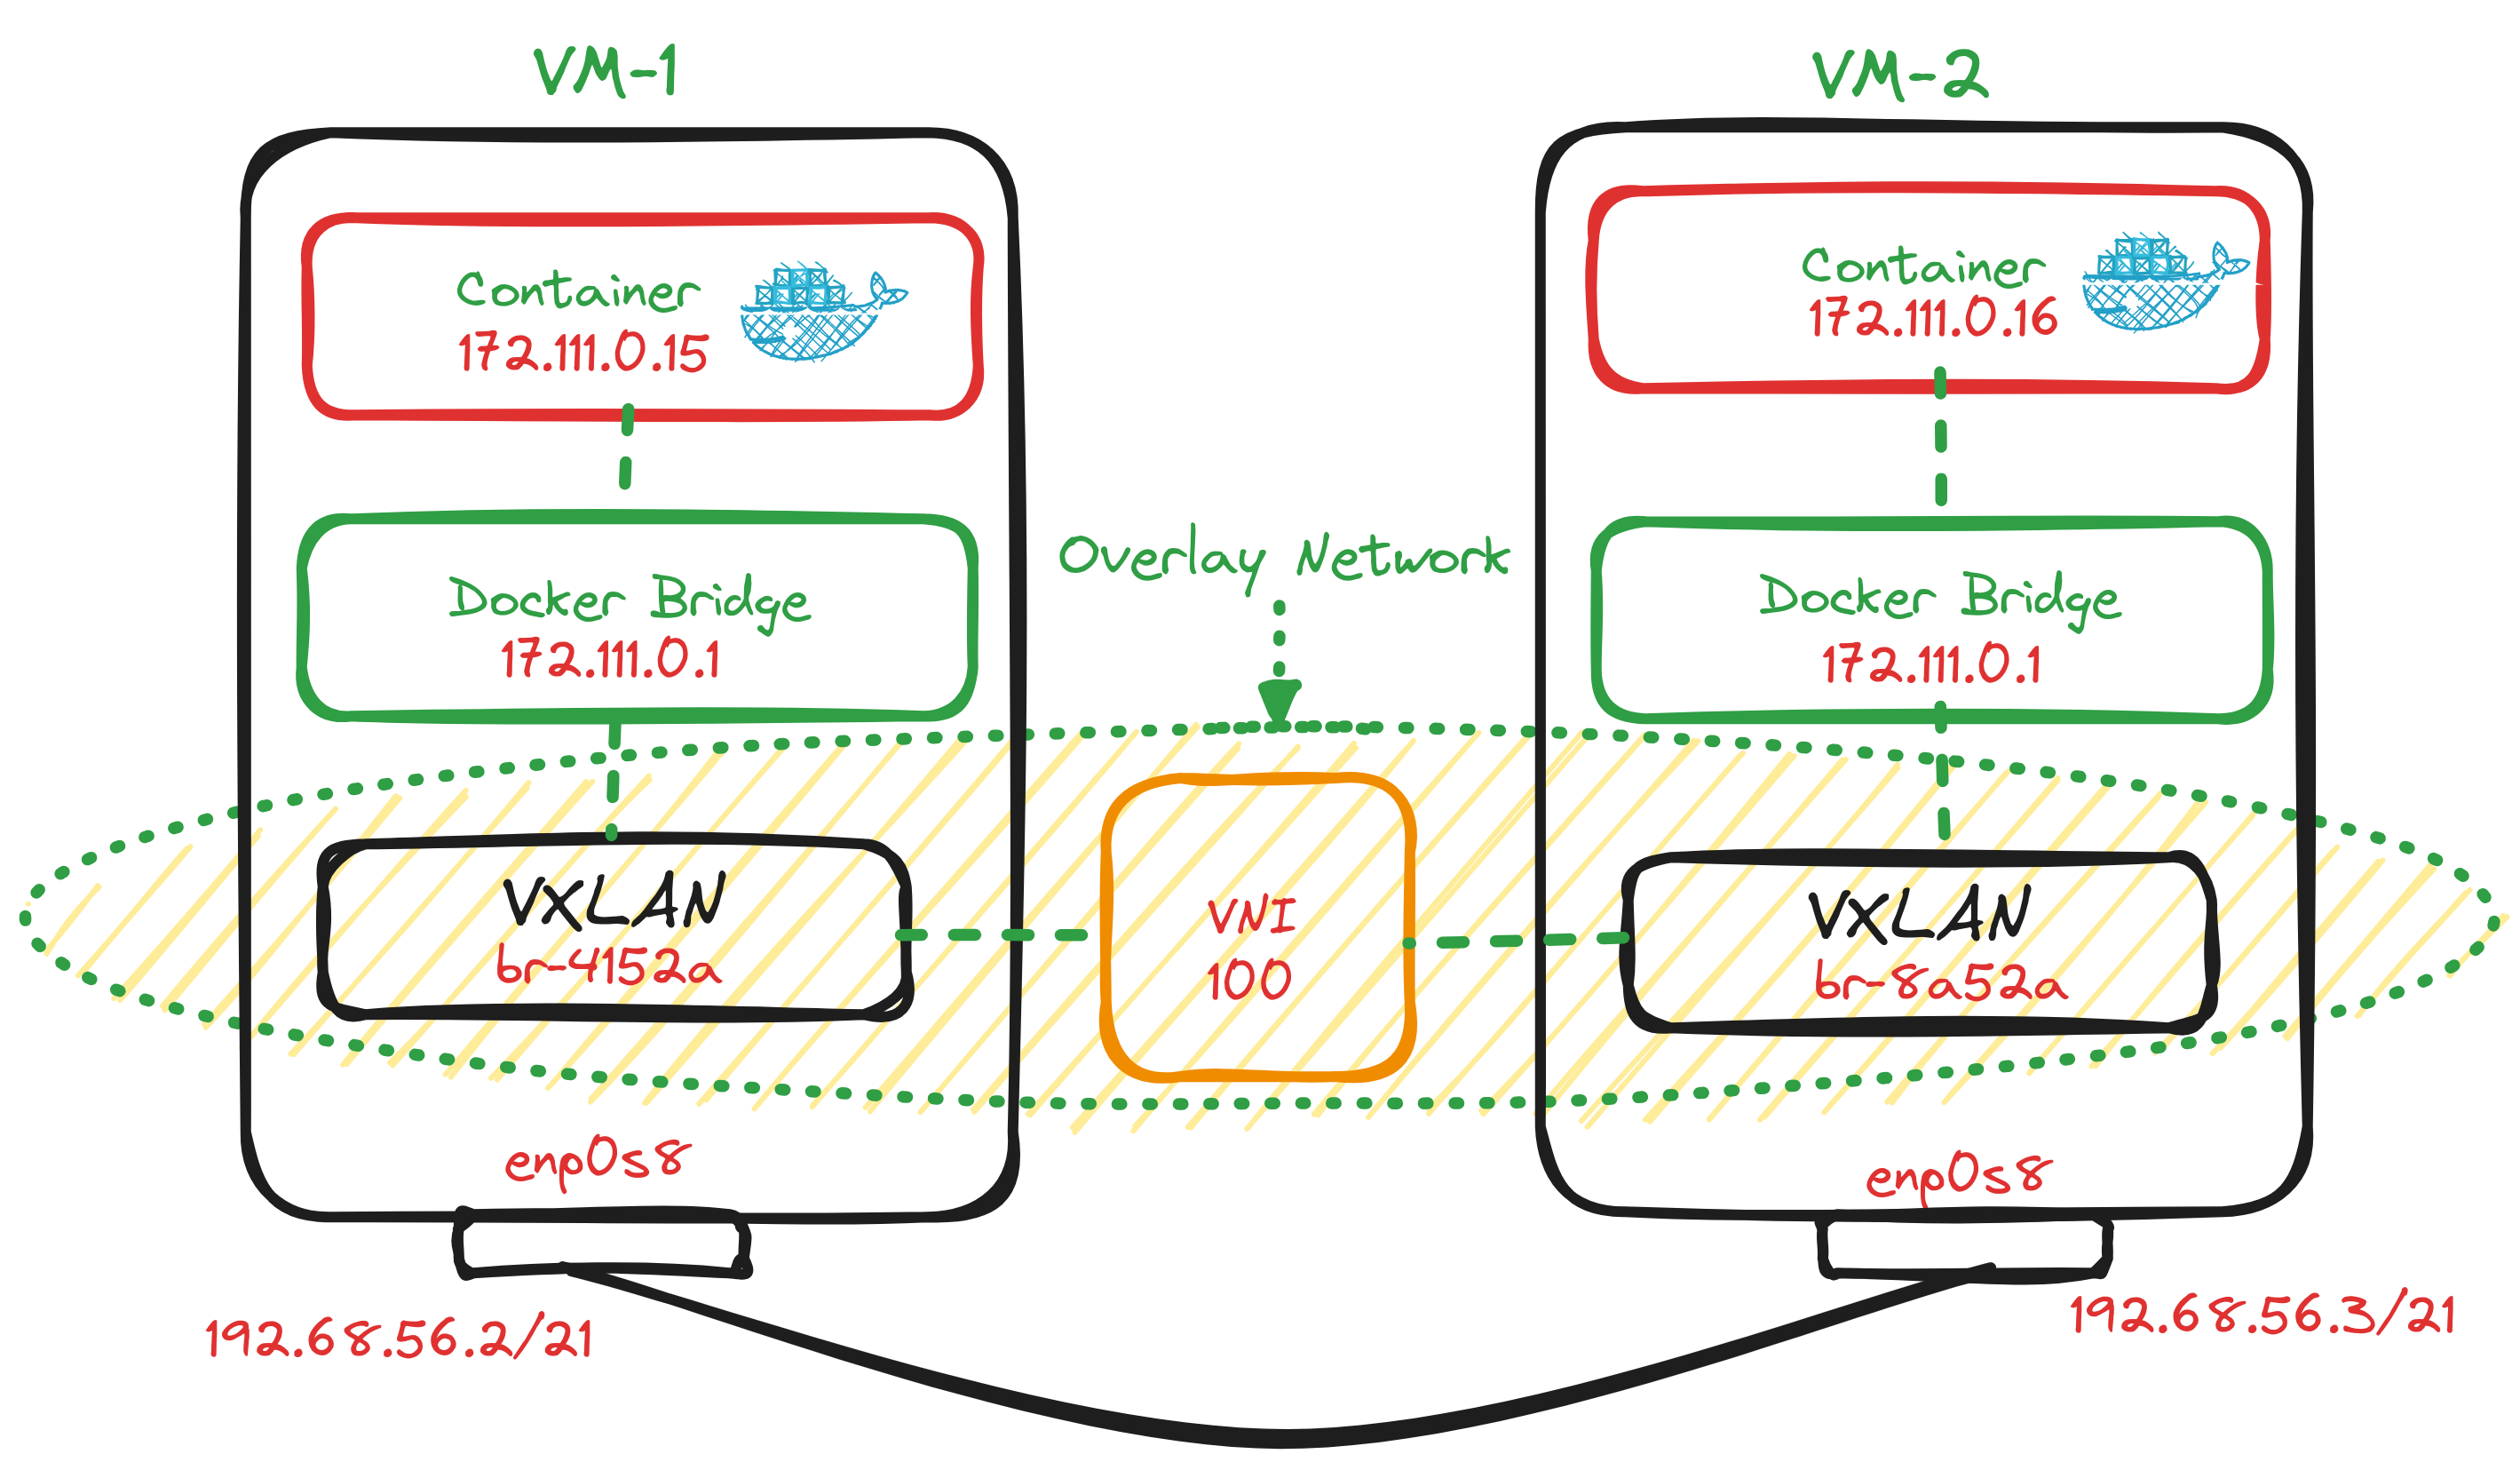 VM-1
VM-2
Container
172.111.0.15
Container
172.111.0.16
Overlay Network
Docker Bridge
172.111.0.1
Docker Bridge
172.111.0.1
VXLAN
br-4152a
VNI
100
VXLAN
br-8a52a
enp0s8
enp0s8
192.68.56.2/21
192.68.56.3/21